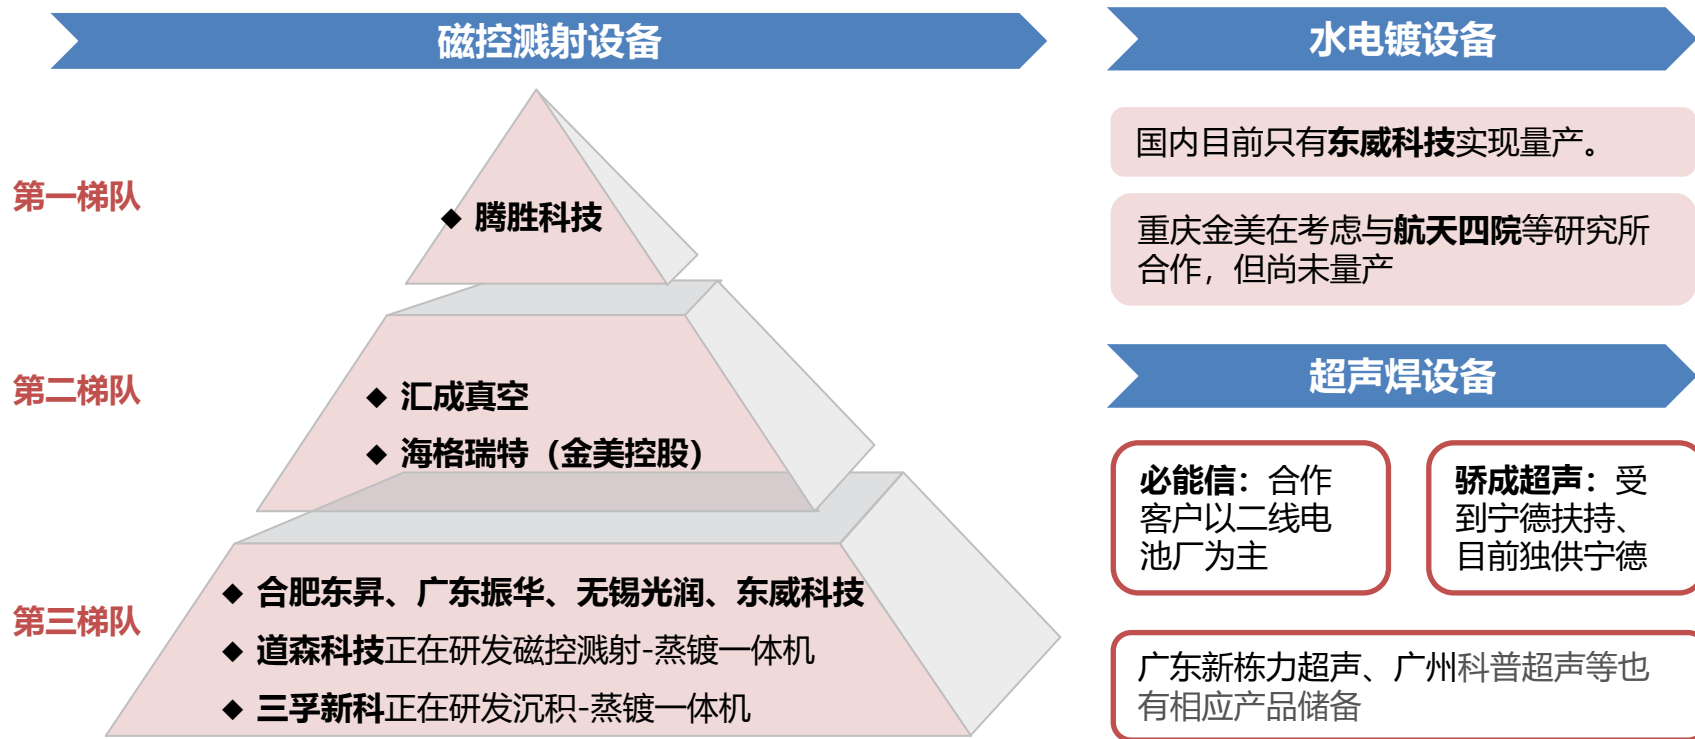 磁控溅射设备
第一梯队
◆ 腾胜科技
第二梯队
◆ 汇成真空
◆ 海格瑞特（金美控股）
第三梯队
◆ 合肥东昇、广东振华、无锡光润、东威科技
◆ 道森科技正在研发磁控溅射-蒸镀一体机
◆ 三孚新科正在研发沉积-蒸镀一体机
水电镀设备
国内目前只有东威科技实现量产。
重庆金美在考虑与航天四院等研究所
合作，但尚未量产
超声焊设备
必能信：合作
客户以二线电
池厂为主
骄成超声：受
到宁德扶持、
目前独供宁德
广东新栋力超声、广州科普超声等也
有相应产品储备